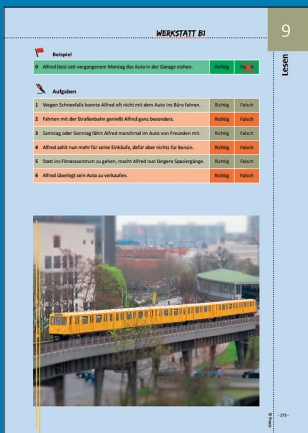 WERKSTATT B1
9
Lesen
Beispiel
0 Alfred lässt seit vergangenem Montag das Auto in der Garage stehen. Richtig
Aufgaben
1 Wegen Schneefalls konnte Alfred oft nicht mit dem Auto ins Büro fahren. Richtig Falsch
2 Fahrten mit der Straßenbahn genießt Alfred ganz besonders. Richtig Falsch
3 Samstag oder Sonntag fährt Alfred manchmal im Auto von Freunden mit. Richtig Falsch
4 Alfred zahlt nun mehr für seine Einkäufe, dafür aber nichts für Benzin. Richtig Falsch
5 Statt ins Fitnesszentrum zu gehen, macht Alfred nun längere Spaziergänge. Richtig Falsch
6 Alfred überlegt sein Auto zu verkaufen. Richtig Falsch